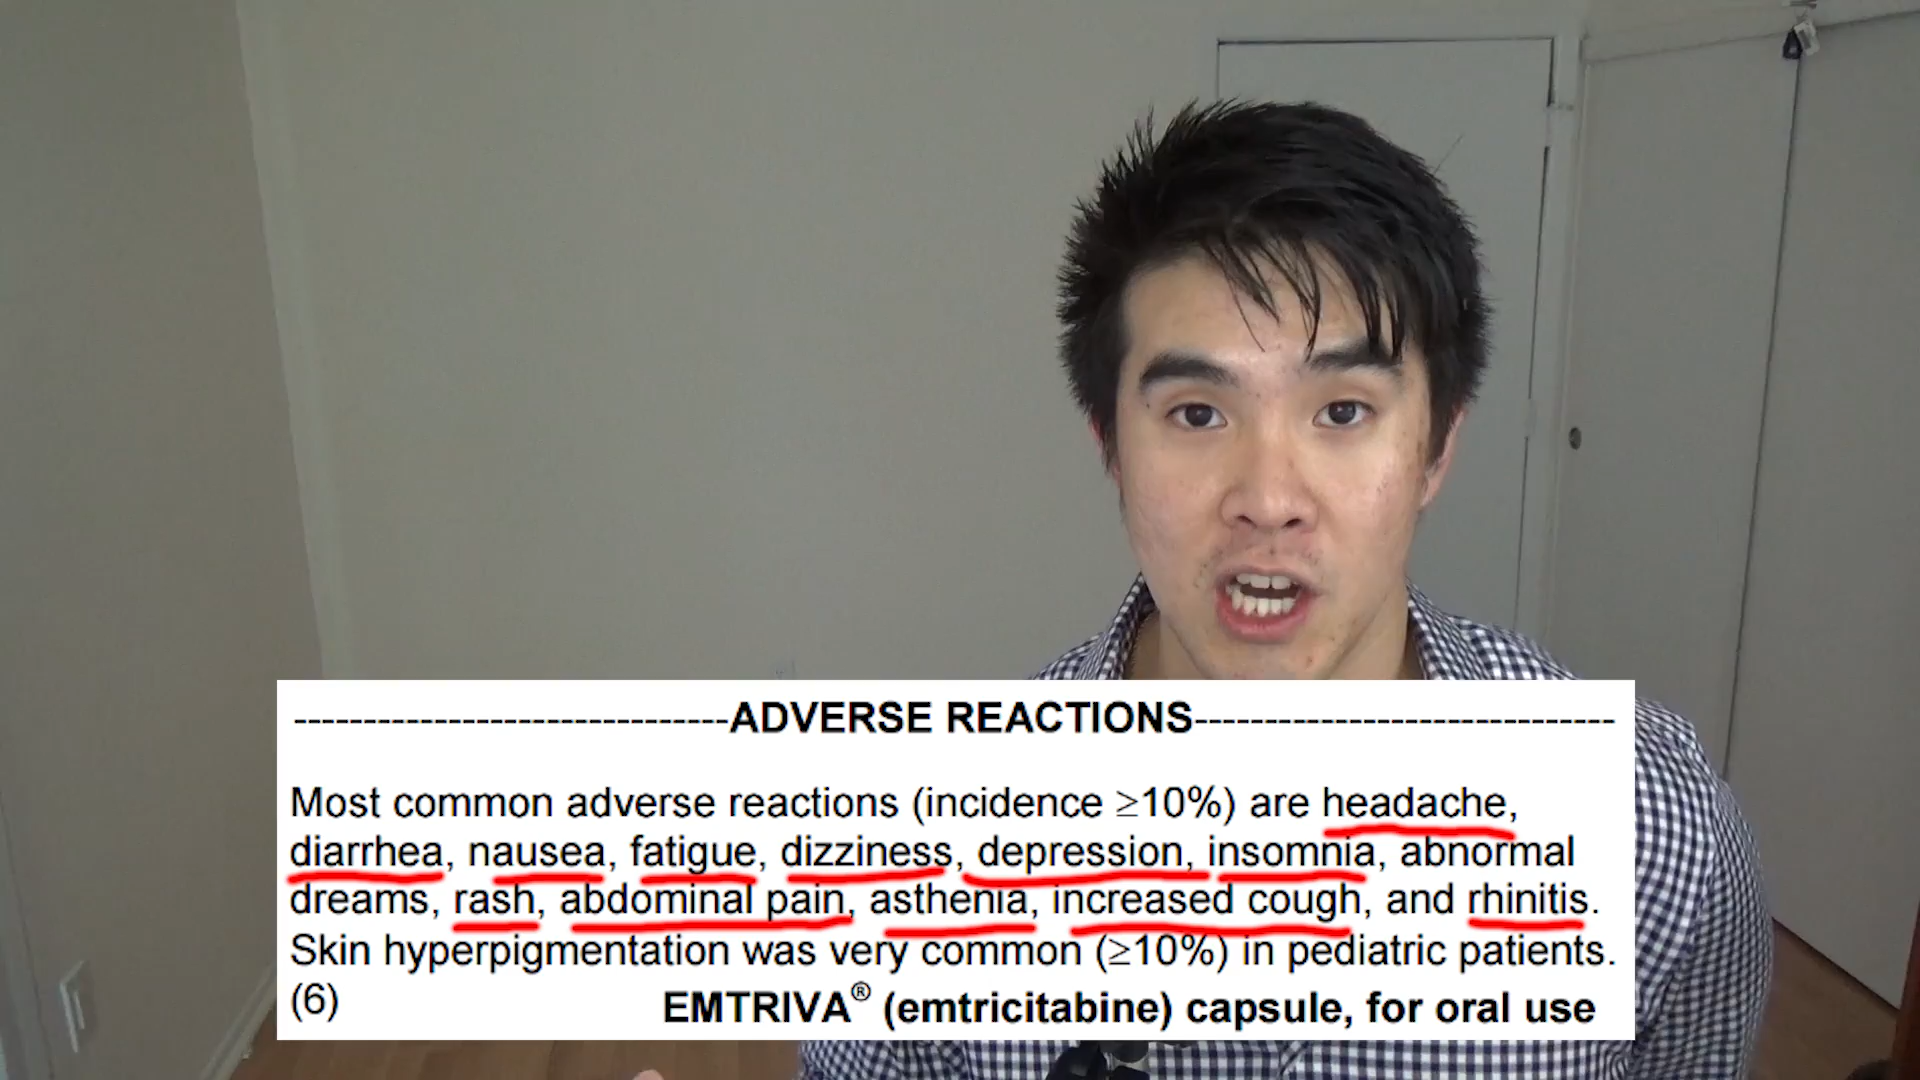 -------------------------------ADVERSE REACTIONS------------------------------
Most common adverse reactions (incidence ≥10%) are headache,
diarrhea, nausea, fatigue, dizziness, depression, insomnia, abnormal
dreams, rash, abdominal pain, asthenia, increased cough, and rhinitis.
Skin hyperpigmentation was very common (≥10%) in pediatric patients.
(6)
EMTRIVA® (emtricitabine) capsule, for oral use